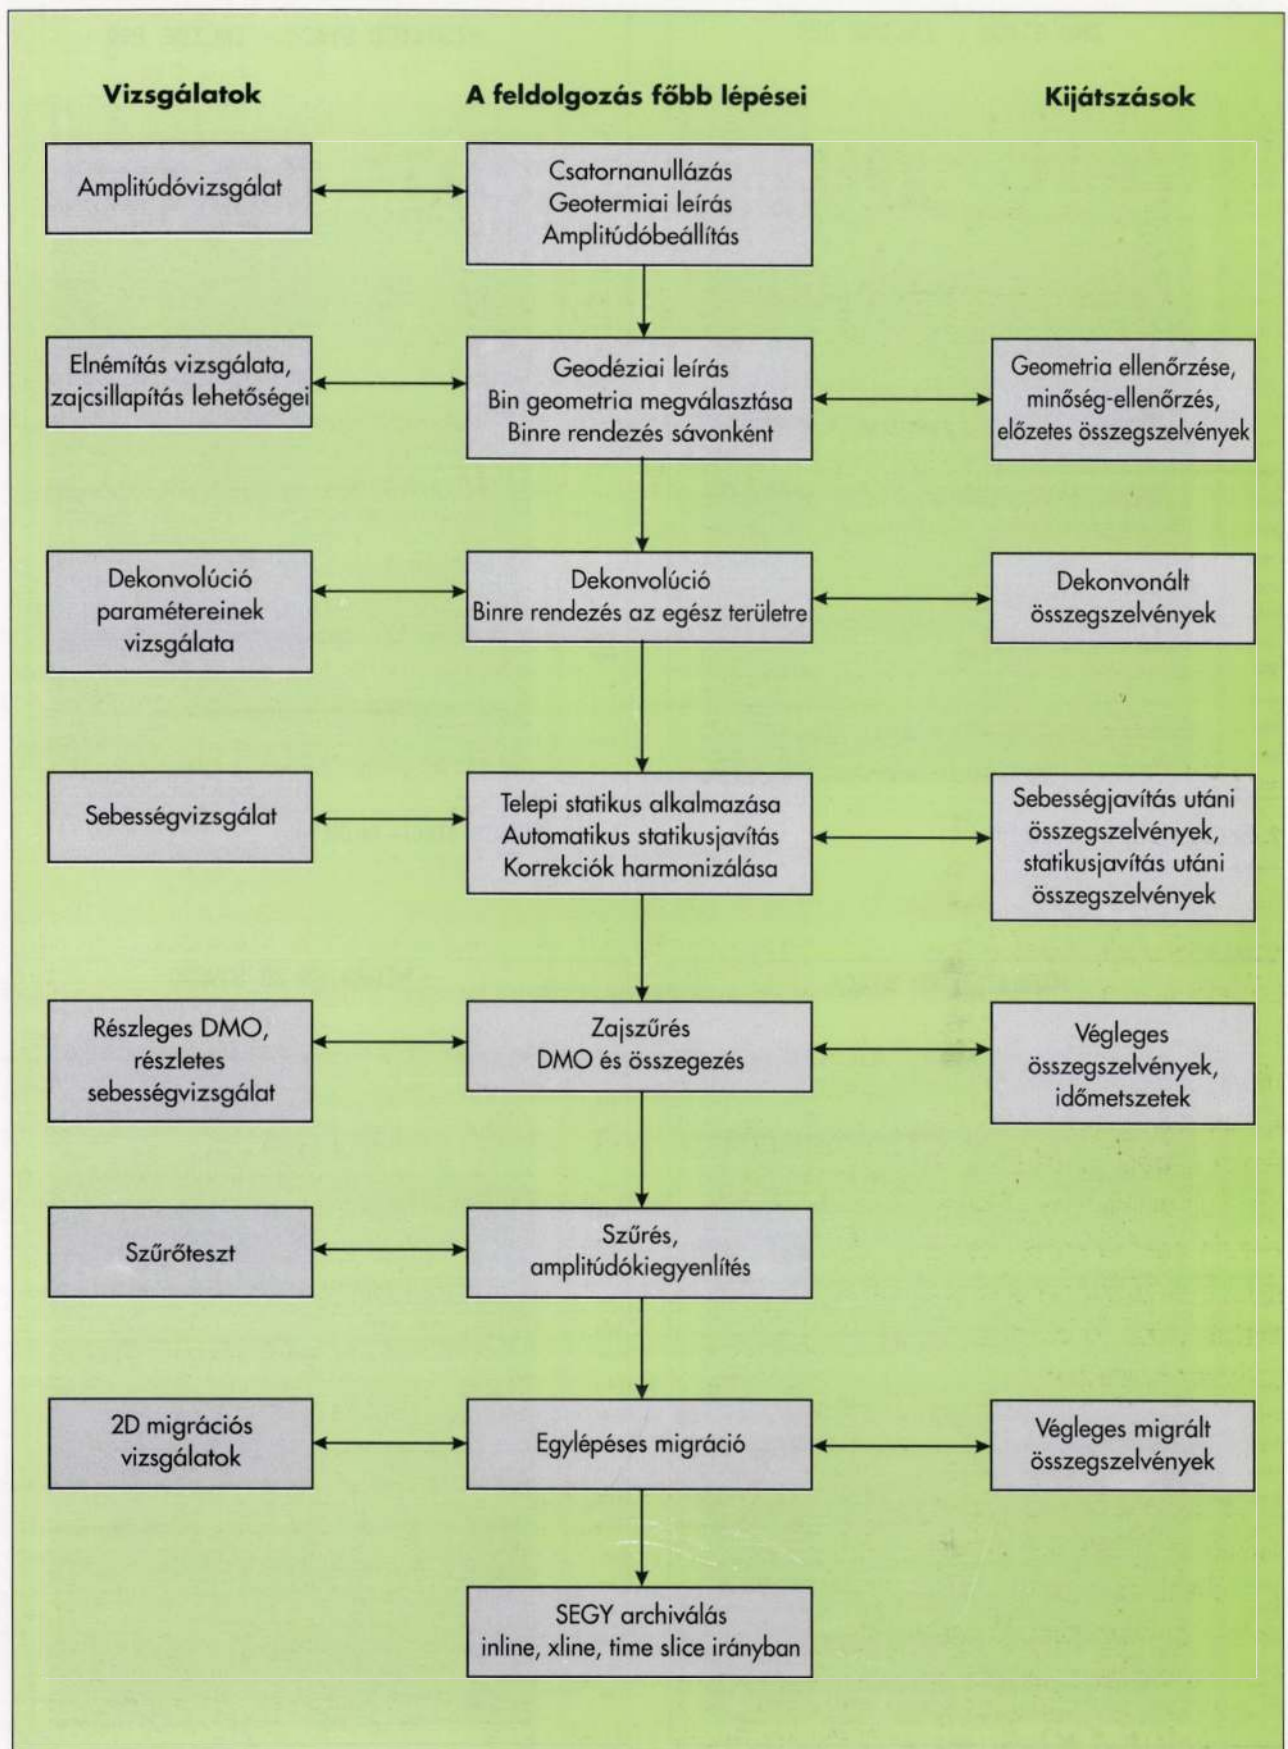 Vizsgálatok
A feldolgozás főbb lépései
Kijátszások
Amplitúdóvizsgálat
Csatornanullázás
Geotermiai leírás
Amplitúdóbeállítás
Elnémítás vizsgálata,
zajcsillapítás lehetőségei
Geodéziai leírás
Bin geometria megválasztása
Binre rendezés sávonként
Geometria ellenőrzése,
minőség-ellenőrzés,
előzetes összegszelvények
Dekonvolúció
paramétereinek
vizsgálata
Dekonvolúció
Binre rendezés az egész területre
Dekonvonált
összegszelvények
Sebességvizsgálat
Telepi statikus alkalmazása
Automatikus statikusjavítás
Korrekciók harmonizálása
Sebességjavítás utáni
összegszelvények,
statikusjavítás utáni
összegszelvények
Részleges DMO,
részletes
sebességvizsgálat
Zajszűrés
DMO és összegezés
Végleges
összegszelvények,
időmetszetek
Szűrőteszt
Szűrés,
amplitúdókiegyenlítés
2D migrációs
vizsgálatok
Egylépéses migráció
Végleges migrált
összegszelvények
SEGY archiválás
inline, xline, time slice irányban